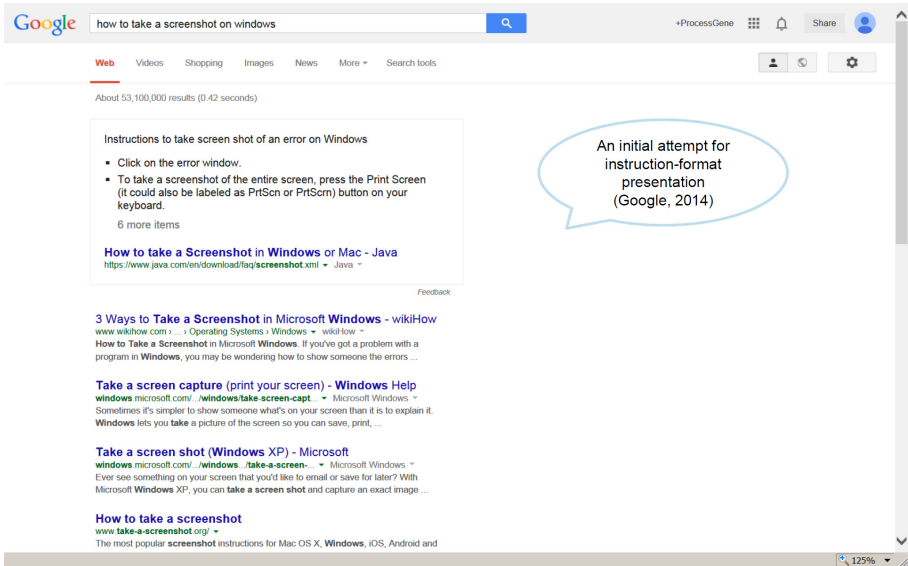 Google
how to take a screenshot on windows
+ProcessGene
Share
Web Videos Shopping Images News More Search tools
About 53,100,000 results (0.42 seconds)
Instructions to take screen shot of an error on Windows
▪ Click on the error window.
▪ To take a screenshot of the entire screen, press the Print Screen
(it could also be labeled as PrtScn or PrtScrn) button on your
keyboard.
6 more items
How to take a Screenshot in Windows or Mac - Java
https://www.java.com/en/download/faq/screenshot.xml Java
Feedback
An initial attempt for
instruction-format
presentation
(Google, 2014)
3 Ways to Take a Screenshot in Microsoft Windows - wikiHow
www.wikihow.com › ... › Operating Systems › Windows wikiHow
How to Take a Screenshot in Microsoft Windows. If you've got a problem with a
program in Windows, you may be wondering how to show someone the errors ...
Take a screen capture (print your screen) - Windows Help
windows.microsoft.com/.../windows/take-screen-capt... Microsoft Windows
Sometimes it's simpler to show someone what's on your screen than it is to explain it.
Windows lets you take a picture of the screen so you can save, print, ...
Take a screen shot (Windows XP) - Microsoft
windows.microsoft.com/.../windows.../take-a-screen-... Microsoft Windows
Ever see something on your screen that you'd like to email or save for later? With
Microsoft Windows XP, you can take a screen shot and capture an exact image ...
How to take a screenshot
www.take-a-screenshot.org/
The most popular screenshot instructions for Mac OS X, Windows, iOS, Android and
125%